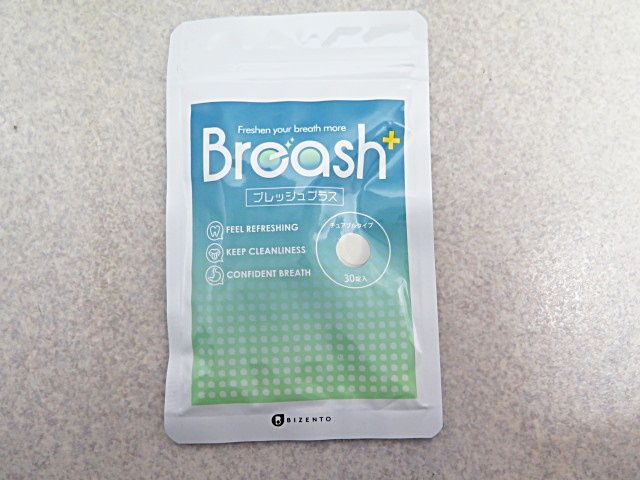 Freshen your breath more
Breash+
ブレッシュプラス
FEEL REFRESHING
KEEP CLEANLINESS
CONFIDENT BREATH
チュアブルタイプ
30錠入
BIZENTO